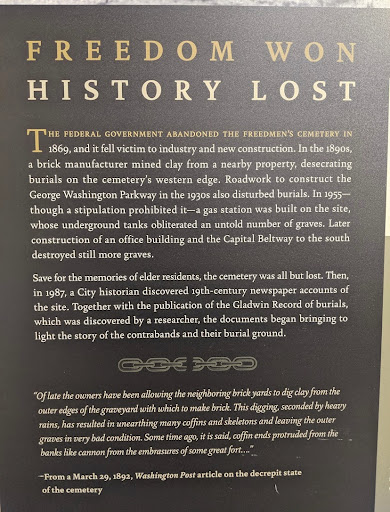 FREEDOM WON
HISTORY LOST
THE FEDERAL GOVERNMENT ABANDONED THE FREEDMEN'S CEMETERY IN
1869, and it fell victim to industry and new construction. In the 1890s,
a brick manufacturer mined clay from a nearby property, desecrating
burials on the cemetery's western edge. Roadwork to construct the
George Washington Parkway in the 1930s also disturbed burials. In 1955—
though a stipulation prohibited it—a gas station was built on the site,
whose underground tanks obliterated an untold number of graves. Later
construction of an office building and the Capital Beltway to the south
destroyed still more graves.
Save for the memories of elder residents, the cemetery was all but lost. Then,
in 1987, a City historian discovered 19th-century newspaper accounts of
the site. Together with the publication of the Gladwin Record of burials,
which was discovered by a researcher, the documents began bringing to
light the story of the contrabands and their burial ground.
"Of late the owners have been allowing the neighboring brick yards to dig clay from the
outer edges of the graveyard with which to make brick. This digging, seconded by heavy
rains, has resulted in unearthing many coffins and skeletons and leaving the outer
graves in very bad condition. Some time ago, it is said, coffin ends protruded from the
banks like cannon from the embrasures of some great fort...."
–From a March 29, 1892, Washington Post article on the decrepit state
of the cemetery